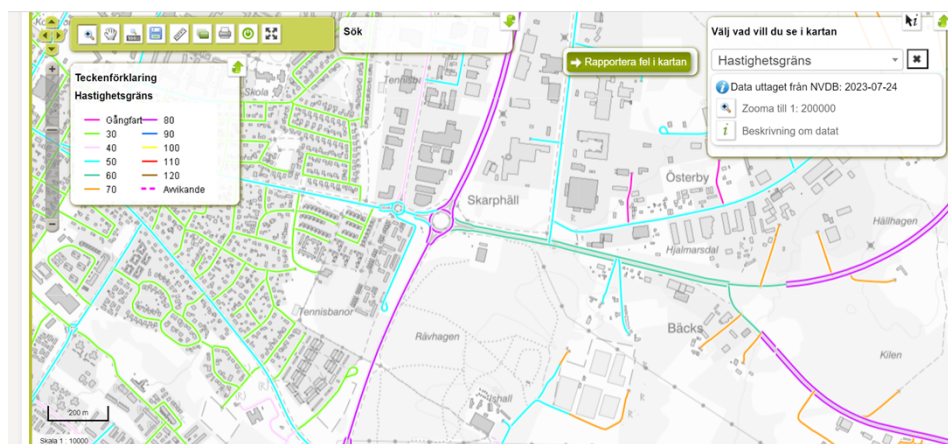 Sök
Rapportera fel i kartan
Välj vad vill du se i kartan
Hastighetsgräns
Data uttaget från NVDB: 2023-07-24
Zooma till 1: 200000
Beskrivning om datat
Teckenförklaring
Hastighetsgräns
Gångfart 80
30 90
40 100
50 110
60 120
70 Avvikande
Skola
Skarphäll
Österby
Hällhagen
Hjalmarsdal
Tennisbanor
Rävhagen
Bäcks
Kilen
200 m
Skala 1 : 10000